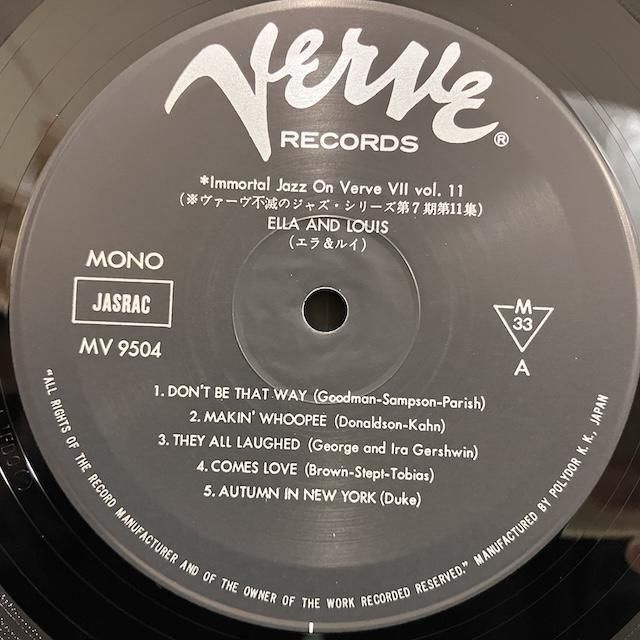 Verve
RECORDS ®
*Immortal Jazz On Verve VII vol. 11
(※ヴァーヴ不滅のジャズ・シリーズ第7期第11集)
ELLA AND LOUIS
(エラ&ルイ)
MONO
JASRAC
MV 9504
M
33
A
1. DON'T BE THAT WAY (Goodman-Sampson-Parish)
2. MAKIN' WHOOPEE (Donaldson-Kahn)
3. THEY ALL LAUGHED (George and Ira Gershwin)
4. COMES LOVE (Brown-Stept-Tobias)
5. AUTUMN IN NEW YORK (Duke)
"ALL RIGHTS OF THE RECORD MANUFACTURER AND OF THE OWNER OF THE WORK RECORDED RESERVED." MANUFACTURED BY POLYDOR K.K., JAPAN